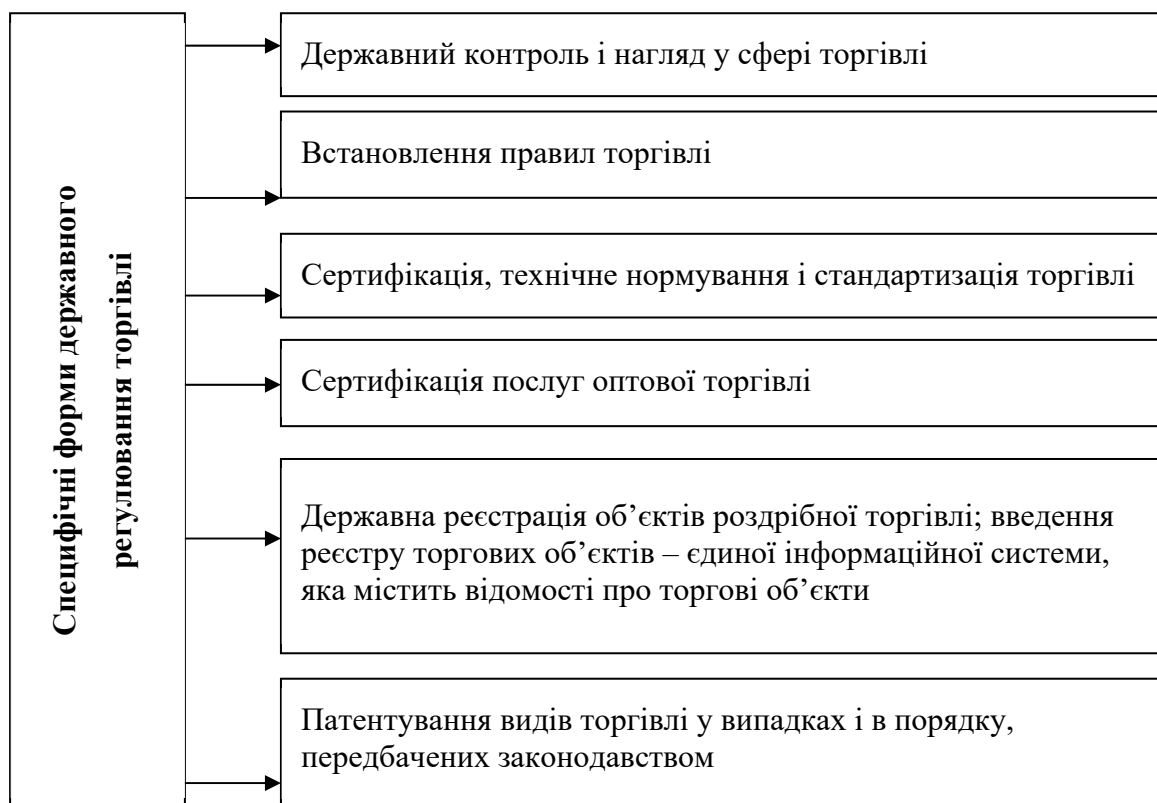 Специфічні форми державного
регулювання торгівлі
Державний контроль і нагляд у сфері торгівлі
Встановлення правил торгівлі
Сертифікація, технічне нормування і стандартизація торгівлі
Сертифікація послуг оптової торгівлі
Державна реєстрація об’єктів роздрібної торгівлі; введення
реєстру торгових об’єктів – єдиної інформаційної системи,
яка містить відомості про торгові об’єкти
Патентування видів торгівлі у випадках і в порядку,
передбачених законодавством